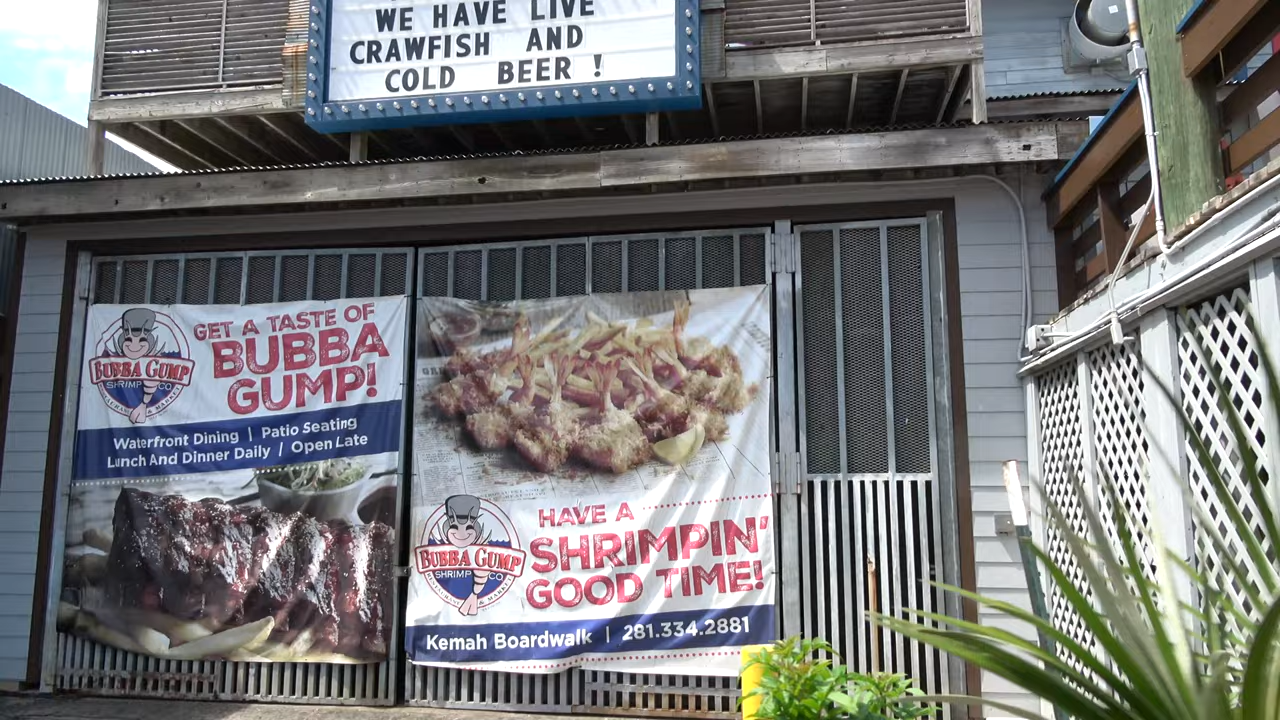 WE HAVE LIVE
CRAWFISH AND
COLD BEER !
GET A TASTE OF
BUBBA
GUMP!
BUBBA GUMP
SHRIMP CO.
Waterfront Dining | Patio Seating
Lunch And Dinner Daily | Open Late
HAVE A
SHRIMPIN'
GOOD TIME!
BUBBA GUMP
SHRIMP CO.
Kemah Boardwalk | 281.334.2881